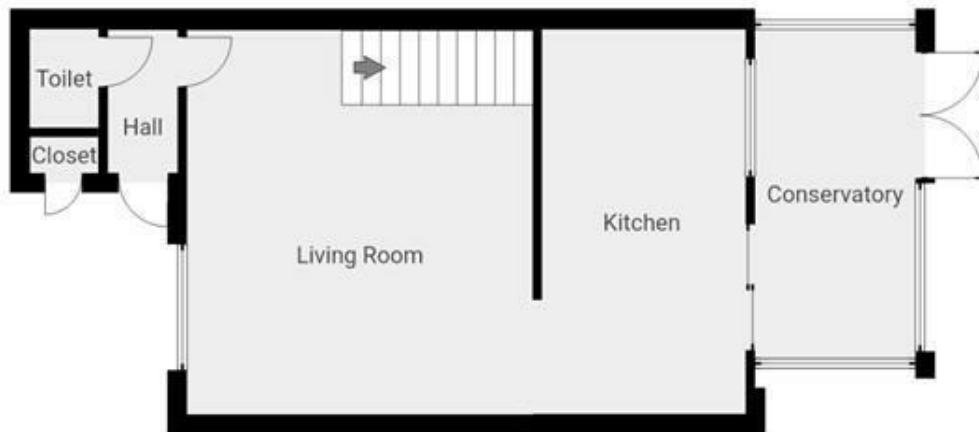 Toilet
Hall
Closet
Living Room
Kitchen
Conservatory